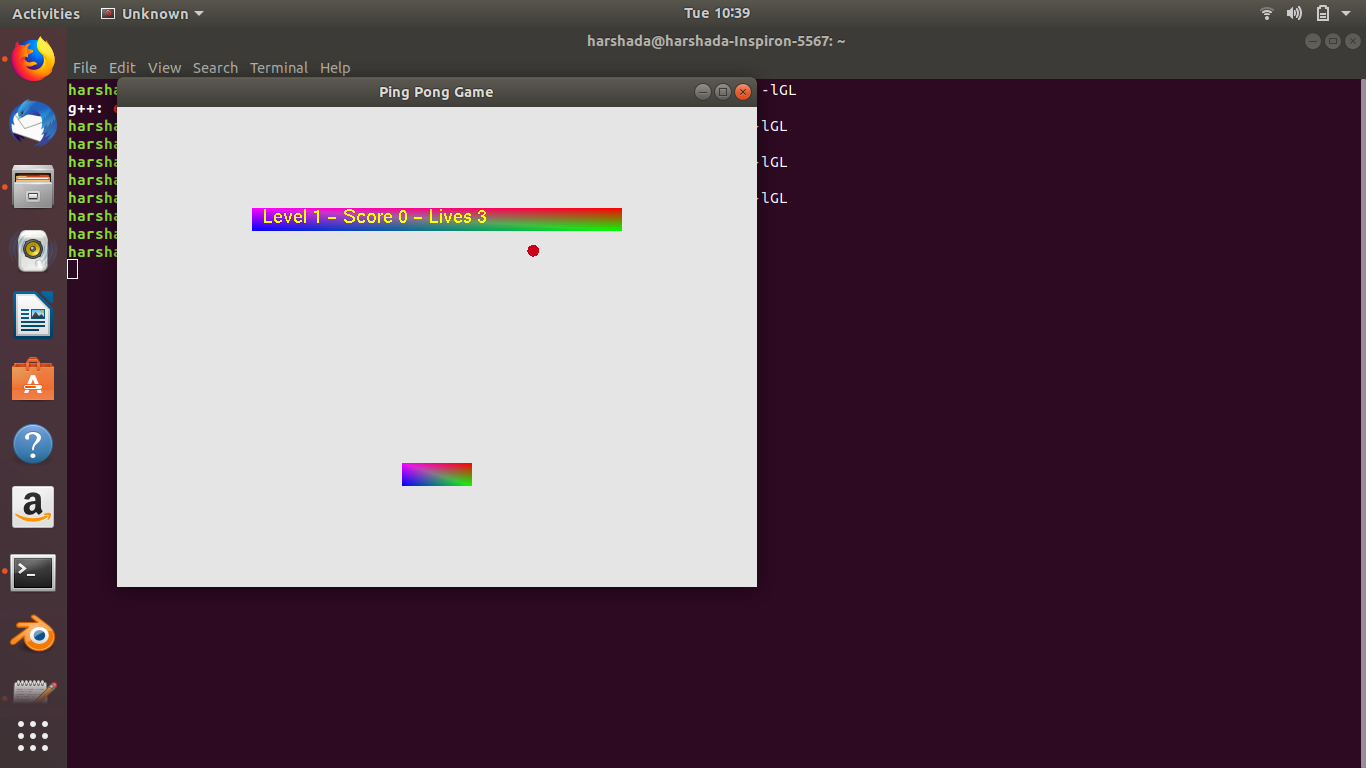 Activities
Unknown
Tue 10:39
harshada@harshada-Inspiron-5567: ~
File Edit View Search Terminal Help
Ping Pong Game
harsha -lGL
g++:
harsha -lGL
harsha
harsha -lGL
harsha
harsha -lGL
harsha
harsha
harsha
Level 1 - Score 0 - Lives 3